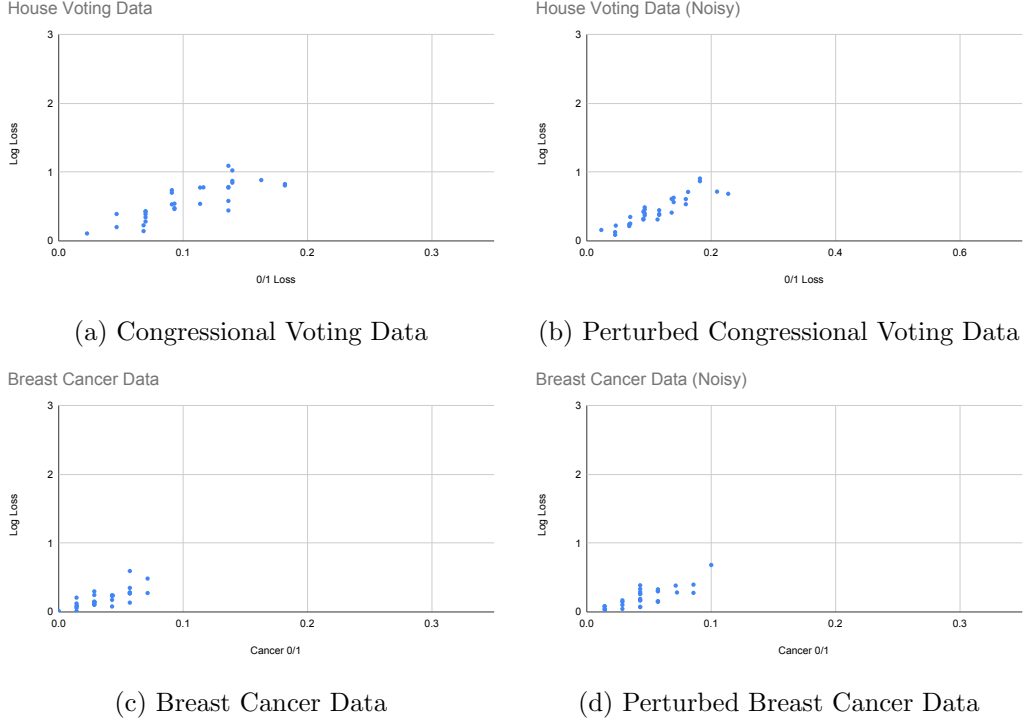 House Voting Data
3
2
1
0
Log Loss
0.0 0.1 0.2 0.3
0/1 Loss
(a) Congressional Voting Data
House Voting Data (Noisy)
3
2
1
0
Log Loss
0.0 0.2 0.4 0.6
0/1 Loss
(b) Perturbed Congressional Voting Data
Breast Cancer Data
3
2
1
0
Log Loss
0.0 0.1 0.2 0.3
Cancer 0/1
(c) Breast Cancer Data
Breast Cancer Data (Noisy)
3
2
1
0
Log Loss
0.0 0.1 0.2 0.3
Cancer 0/1
(d) Perturbed Breast Cancer Data